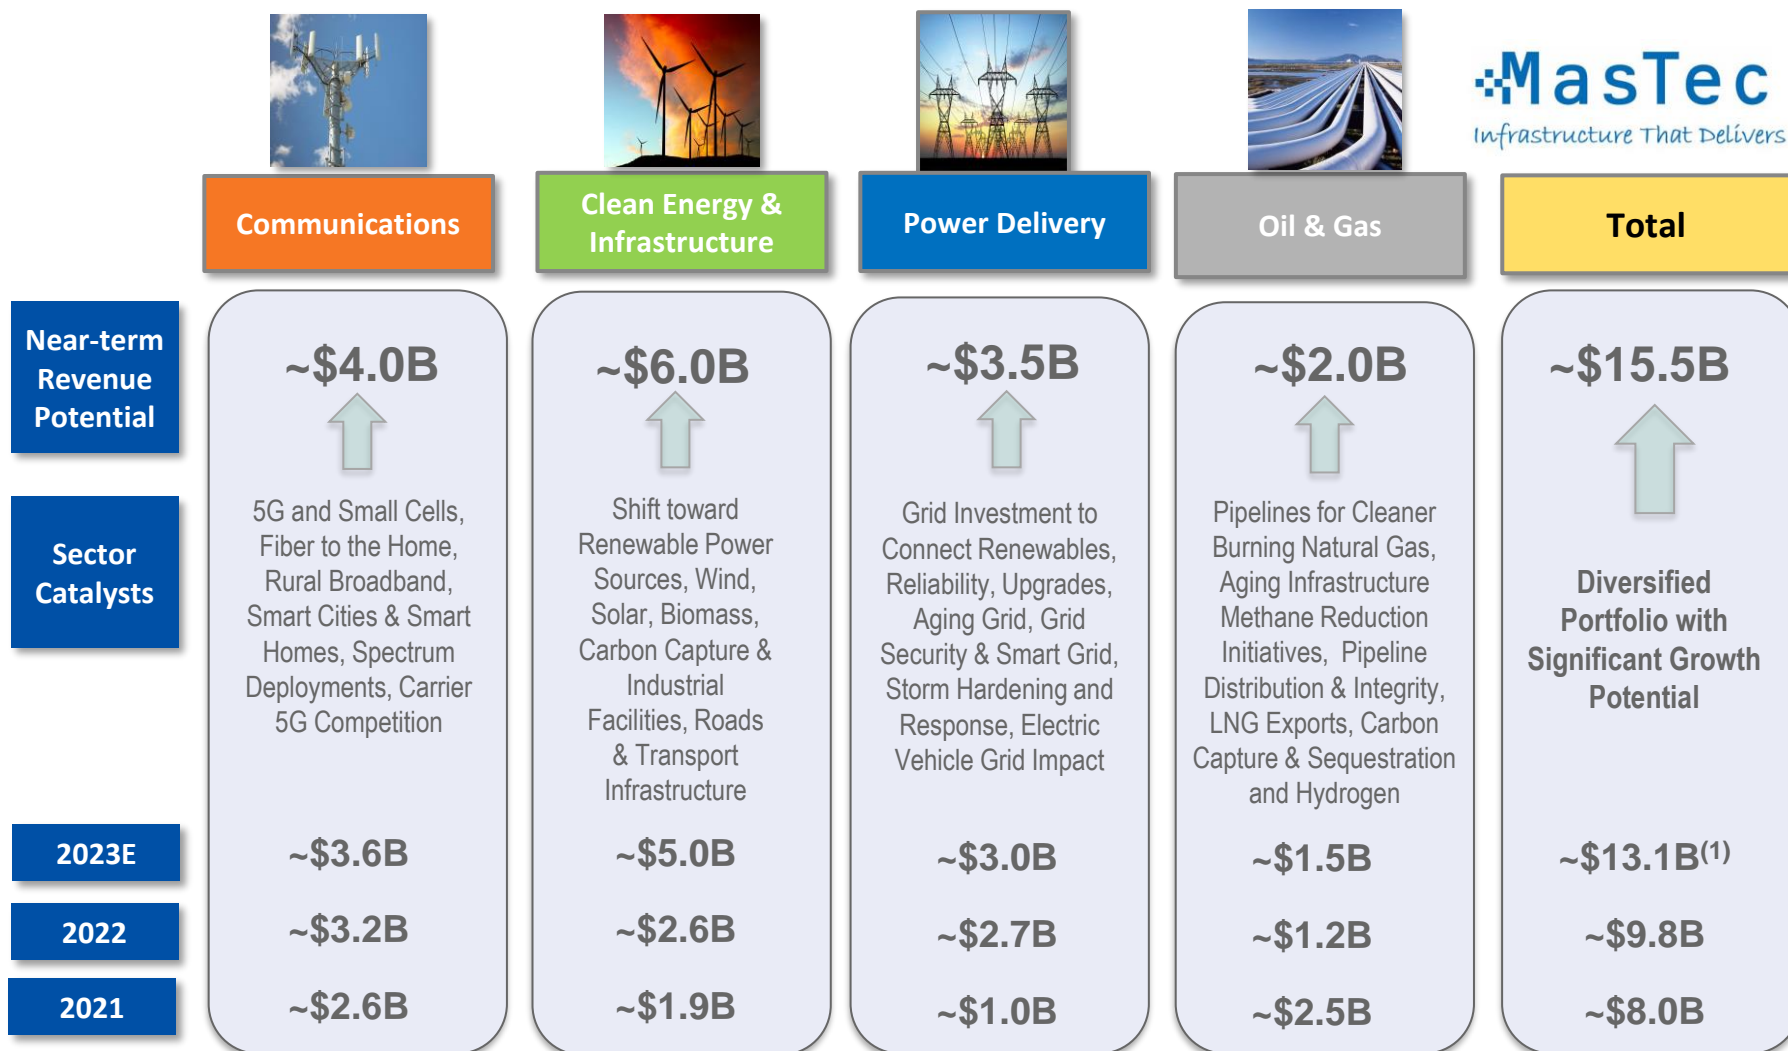 MasTec
Infrastructure That Delivers
Communications
Clean Energy &
Infrastructure
Power Delivery
Oil & Gas
Total
Near-term
Revenue
Potential
~$4.0B
~$6.0B
~$3.5B
~$2.0B
~$15.5B
Sector
Catalysts
5G and Small Cells,
Fiber to the Home,
Rural Broadband,
Smart Cities & Smart
Homes, Spectrum
Deployments, Carrier
5G Competition
Shift toward
Renewable Power
Sources, Wind,
Solar, Biomass,
Carbon Capture &
Industrial
Facilities, Roads
& Transport
Infrastructure
Grid Investment to
Connect Renewables,
Reliability, Upgrades,
Aging Grid, Grid
Security & Smart Grid,
Storm Hardening and
Response, Electric
Vehicle Grid Impact
Pipelines for Cleaner
Burning Natural Gas,
Aging Infrastructure
Methane Reduction
Initiatives, Pipeline
Distribution & Integrity,
LNG Exports, Carbon
Capture & Sequestration
and Hydrogen
Diversified
Portfolio with
Significant Growth
Potential
2023E
~$3.6B
~$5.0B
~$3.0B
~$1.5B
~$13.1B(1)
2022
~$3.2B
~$2.6B
~$2.7B
~$1.2B
~$9.8B
2021
~$2.6B
~$1.9B
~$1.0B
~$2.5B
~$8.0B